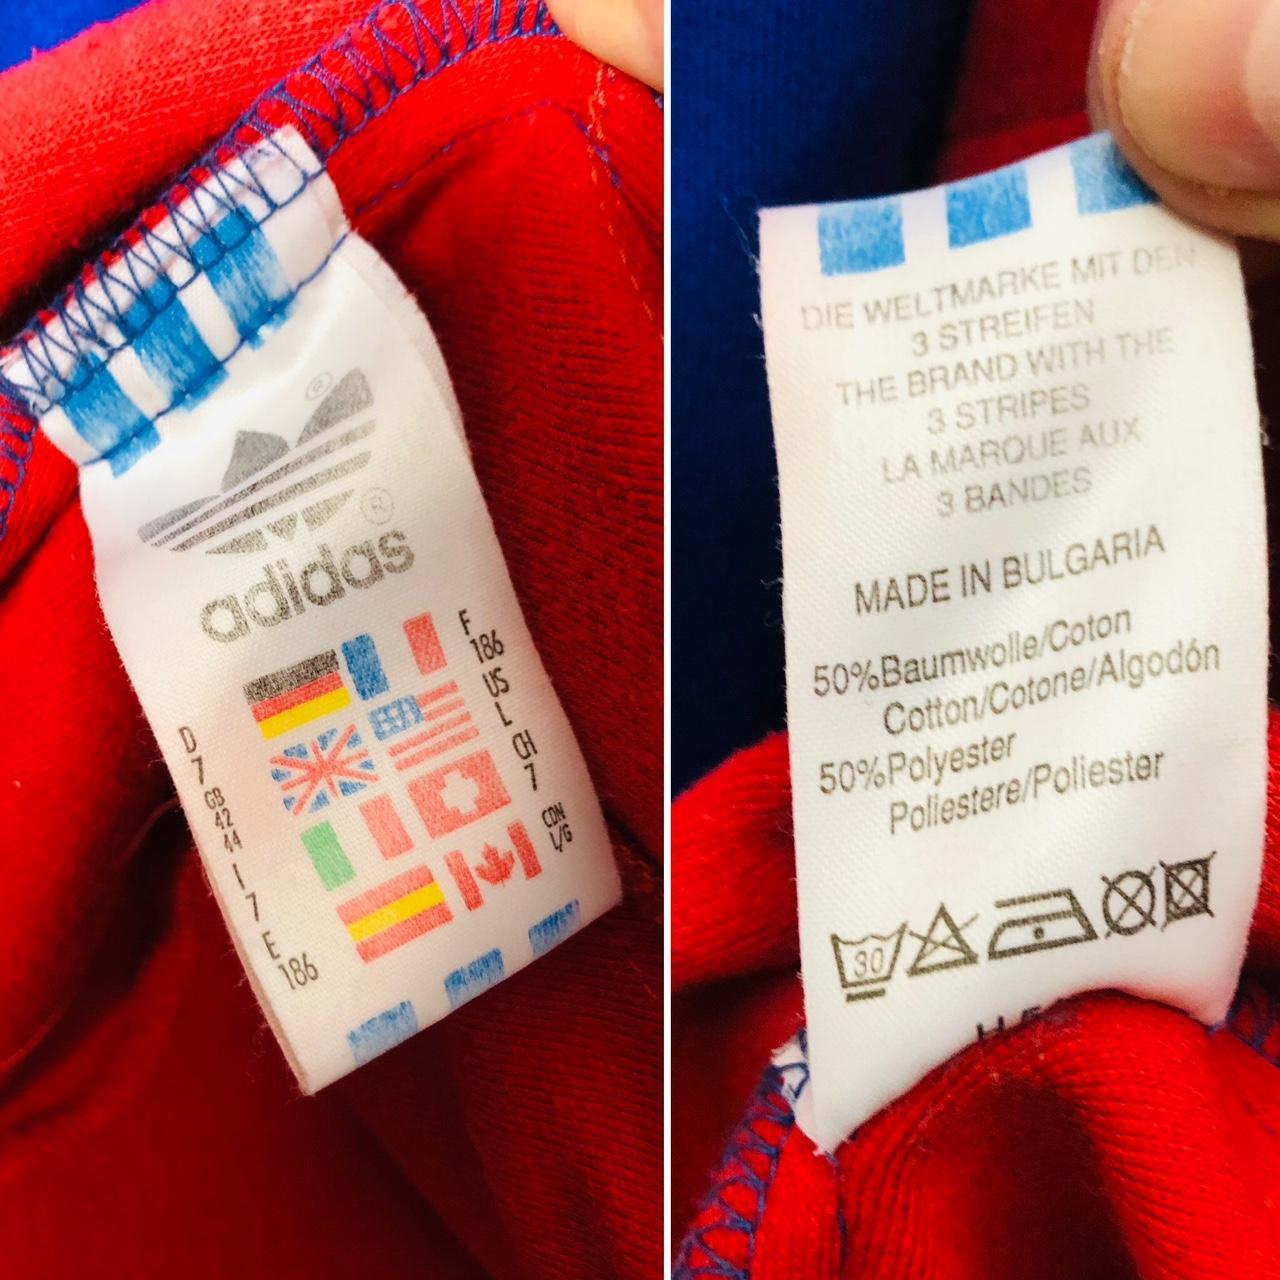 ®
®
adidas
D
7
GB
42
44
I
7
E
186
F
186
US
L
CH
7
CDN
L/G
DIE WELTMARKE MIT DEN
3 STREIFEN
THE BRAND WITH THE
3 STRIPES
LA MARQUE AUX
3 BANDES
MADE IN BULGARIA
50%Baumwolle/Coton
Cotton/Cotone/Algodón
50%Polyester
Poliestere/Poliester
30